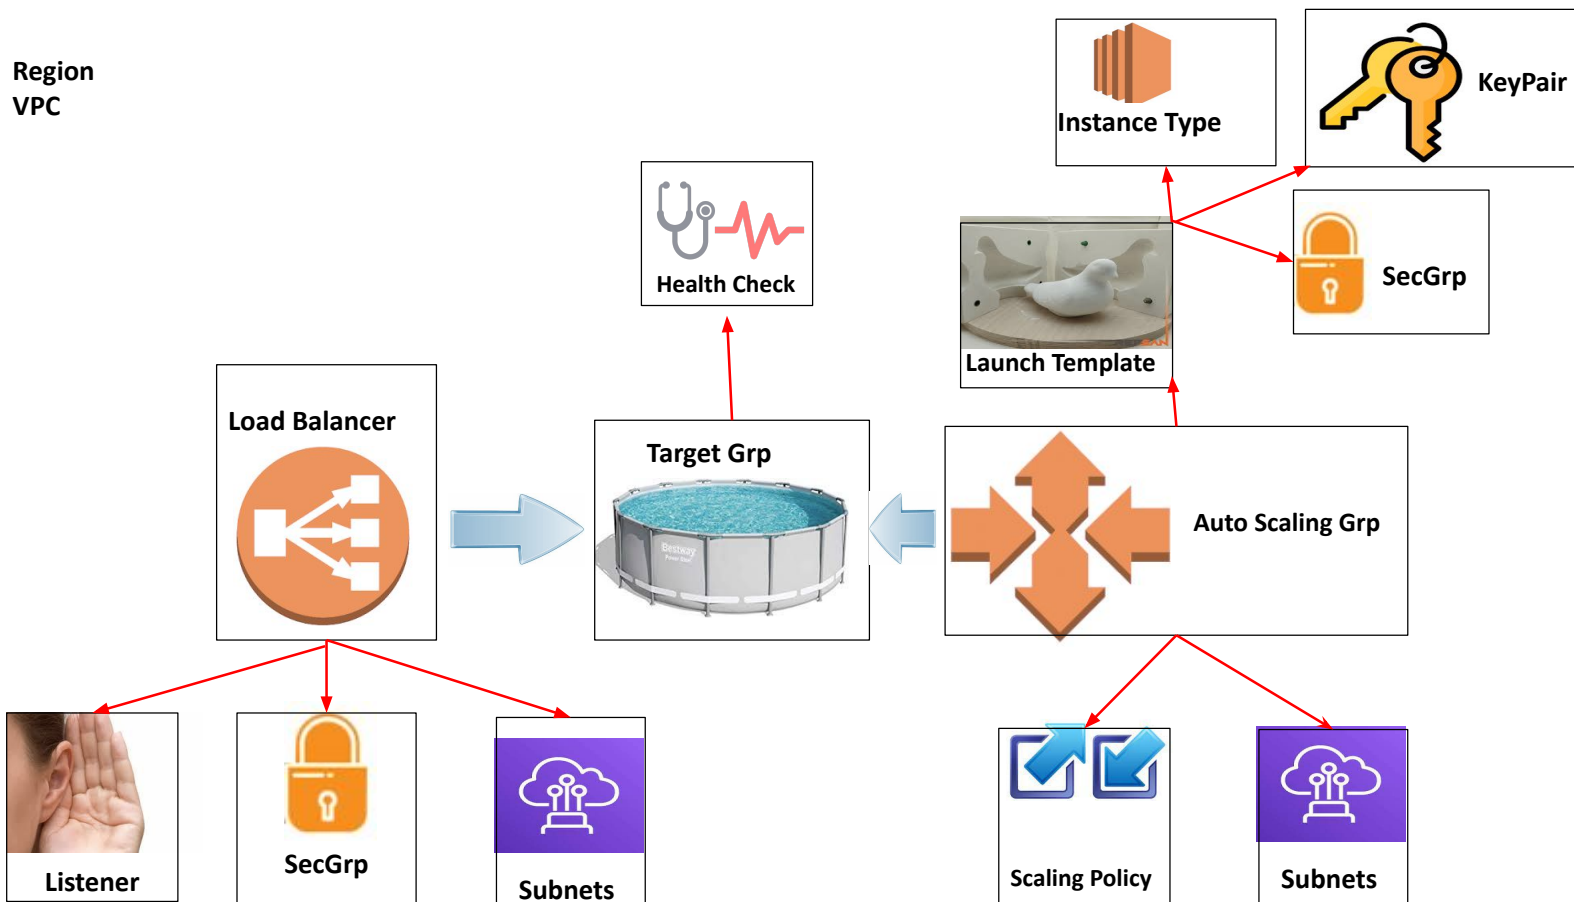 Region
VPC
Instance Type
KeyPair
Health Check
SecGrp
Launch Template
Load Balancer
Target Grp
Bestway
Auto Scaling Grp
Listener
SecGrp
Subnets
Scaling Policy
Subnets